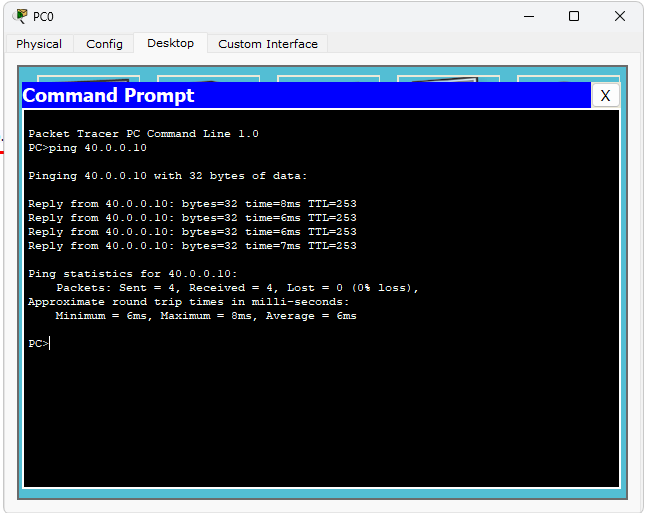 PC0
Physical Config Desktop Custom Interface
Command Prompt X
Packet Tracer PC Command Line 1.0
PC>ping 40.0.0.10
Pinging 40.0.0.10 with 32 bytes of data:
Reply from 40.0.0.10: bytes=32 time=8ms TTL=253
Reply from 40.0.0.10: bytes=32 time=6ms TTL=253
Reply from 40.0.0.10: bytes=32 time=6ms TTL=253
Reply from 40.0.0.10: bytes=32 time=7ms TTL=253
Ping statistics for 40.0.0.10:
Packets: Sent = 4, Received = 4, Lost = 0 (0% loss),
Approximate round trip times in milli-seconds:
Minimum = 6ms, Maximum = 8ms, Average = 6ms
PC>